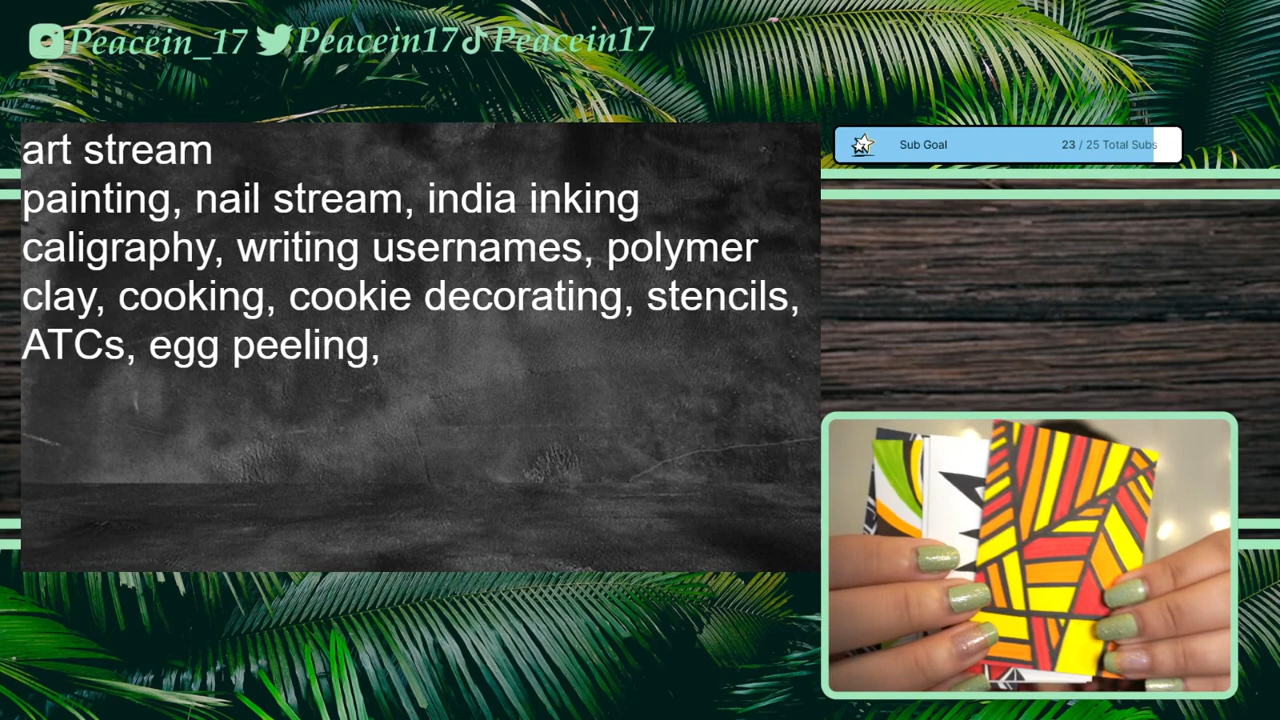 Peacein_17 Peacein17 Peacein17
Sub Goal 23 / 25 Total Subs
art stream
painting, nail stream, india inking
caligraphy, writing usernames, polymer
clay, cooking, cookie decorating, stencils,
ATCs, egg peeling,